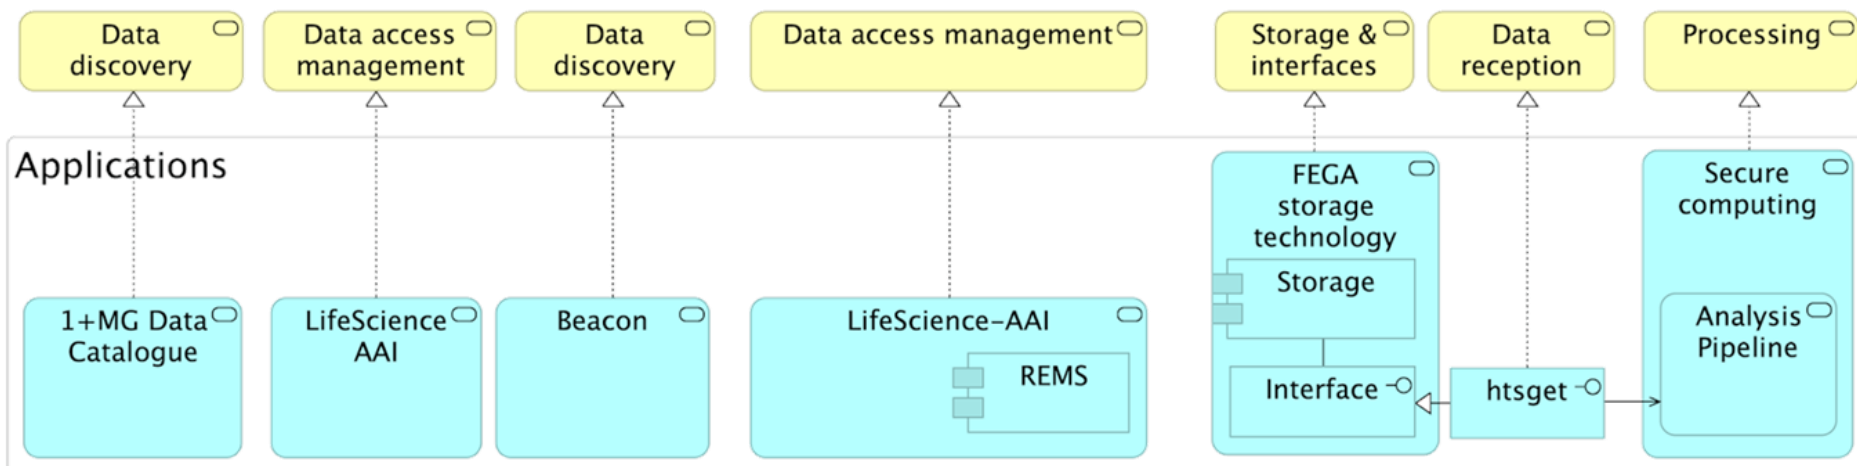 Data
discovery
Data access
management
Data
discovery
Data access management
Storage &
interfaces
Data
reception
Processing
Applications
1+MG Data
Catalogue
LifeScience
AAI
Beacon
LifeScience-AAI
REMS
FEGA
storage
technology
Storage
Interface
htsget
Secure
computing
Analysis
Pipeline